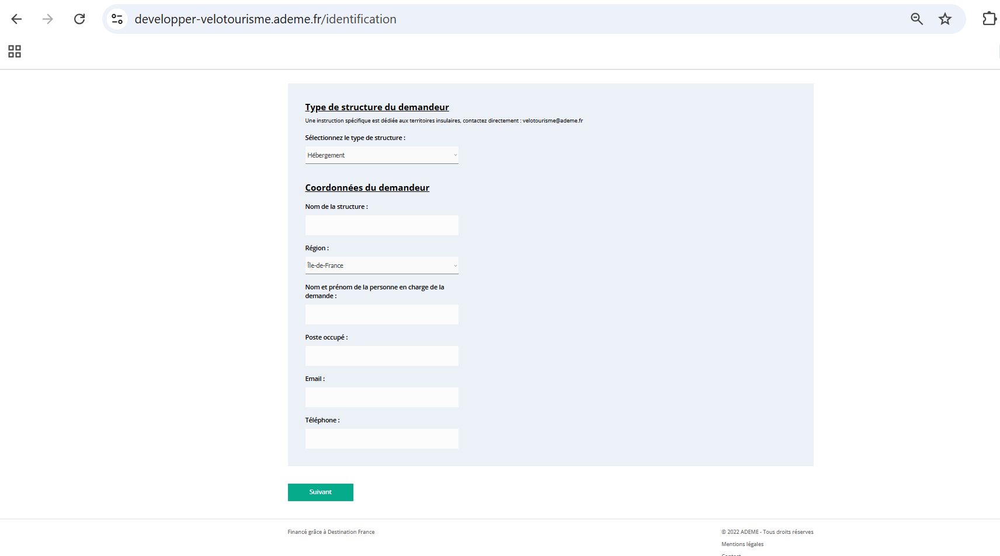 developper-velotourisme.ademe.fr/identification
Type de structure du demandeur
Une instruction spécifique est dédiée aux territoires insulaires, contactez directement : velotourisme@ademe.fr
Sélectionnez le type de structure :
Hébergement
Coordonnées du demandeur
Nom de la structure :
Région :
Île-de-France
Nom et prénom de la personne en charge de la
demande :
Poste occupé :
Email :
Téléphone :
Suivant
Financé grâce à Destination France
© 2022 ADEME - Tous droits réserves
Mentions légales
Contact